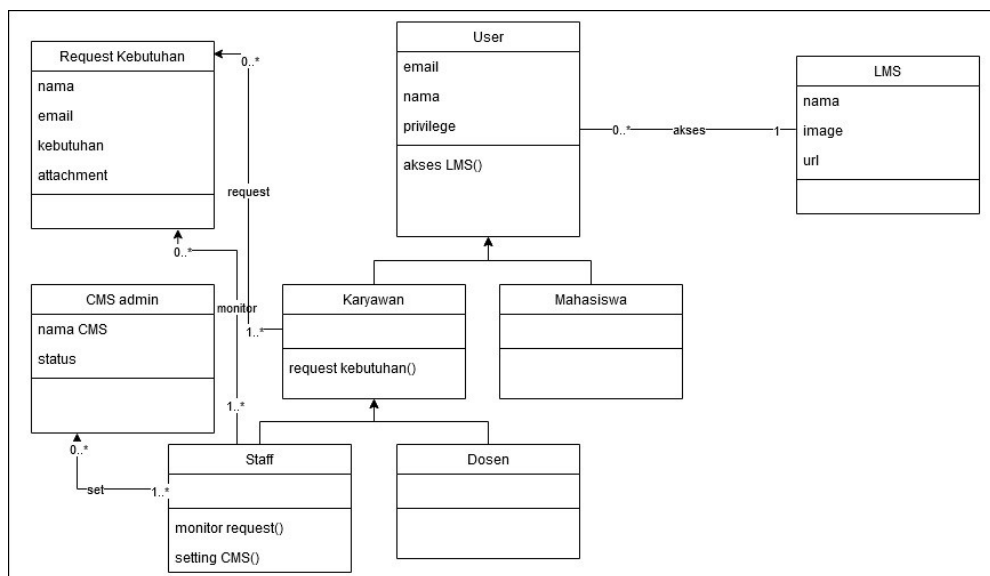 Request Kebutuhan
nama
email
kebutuhan
attachment
0..*
request
1..*
0..*
monitor
1..*
User
email
nama
privilege
akses LMS()
0..*
akses
1
LMS
nama
image
url
CMS admin
nama CMS
status
0..*
set
1..*
Karyawan
request kebutuhan()
Mahasiswa
Staff
monitor request()
setting CMS()
Dosen